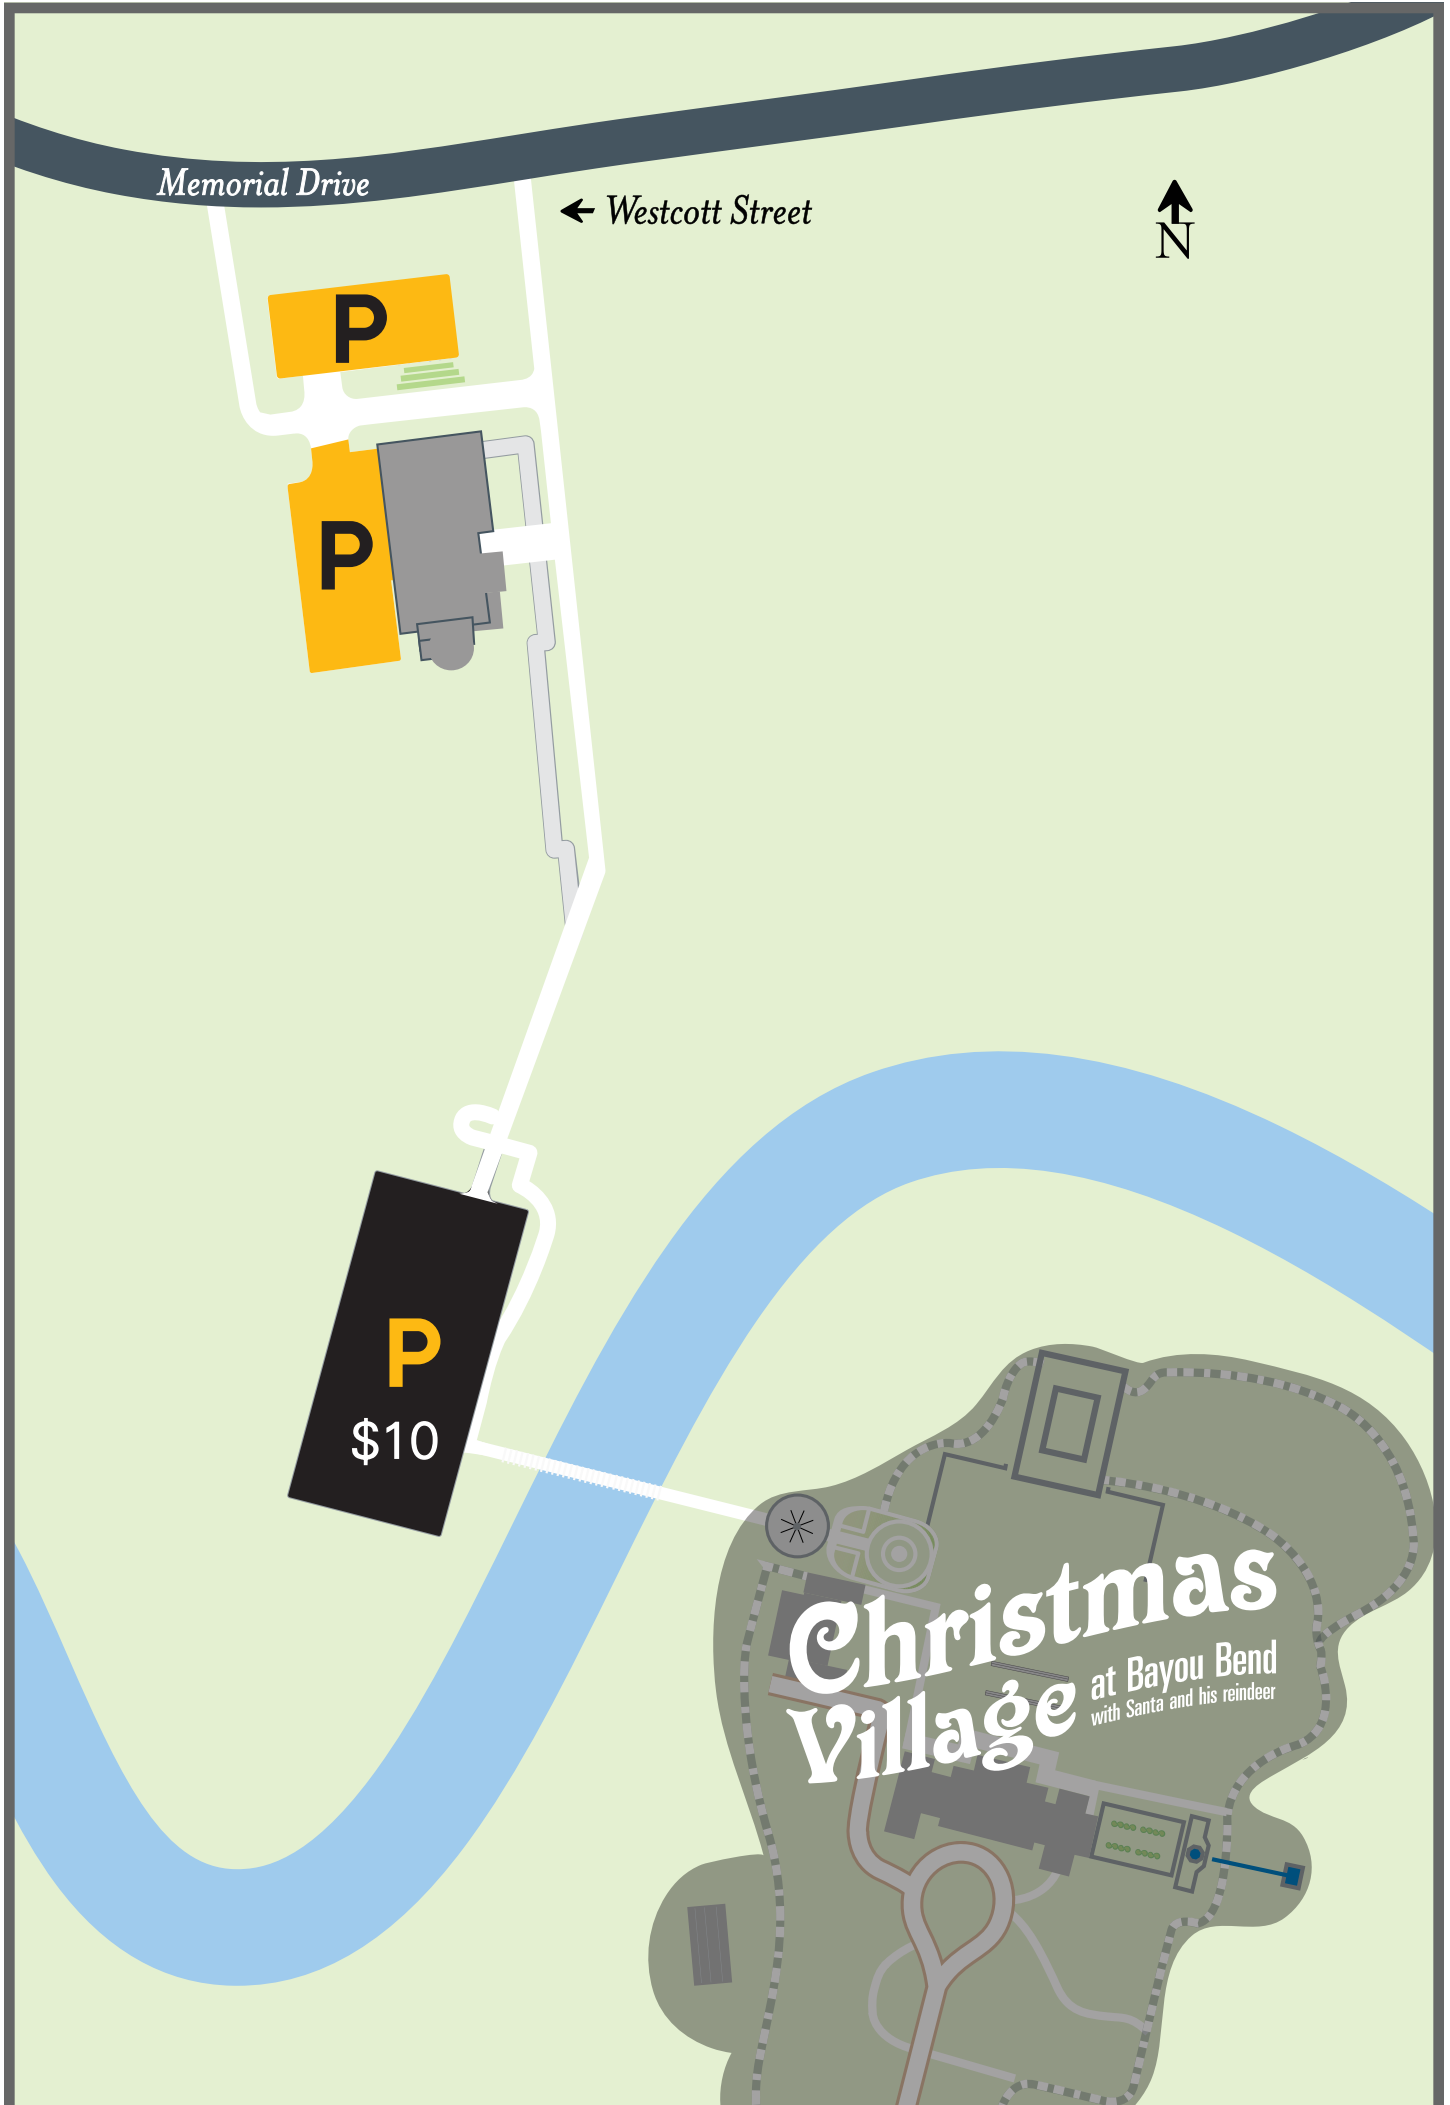 Memorial Drive
Westcott Street
N
P
P
P
$10
Christmas
Village
at Bayou Bend
with Santa and his reindeer